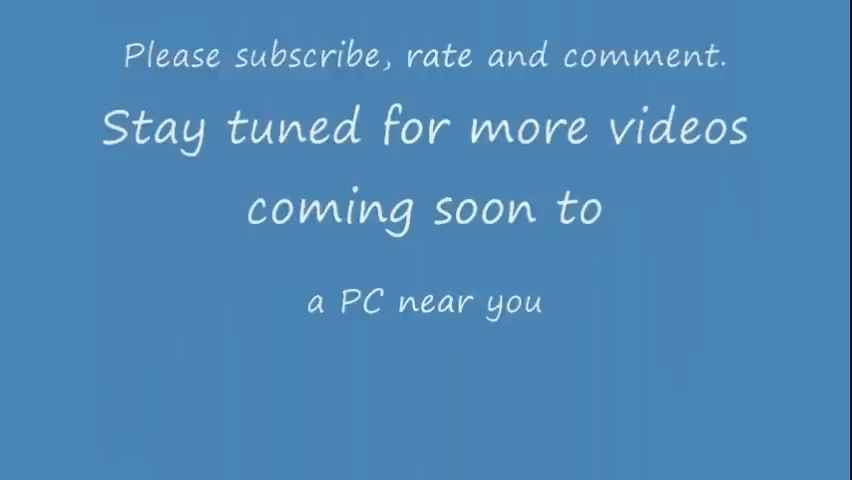 Please subscribe, rate and comment.
Stay tuned for more videos
coming soon to
a PC near you